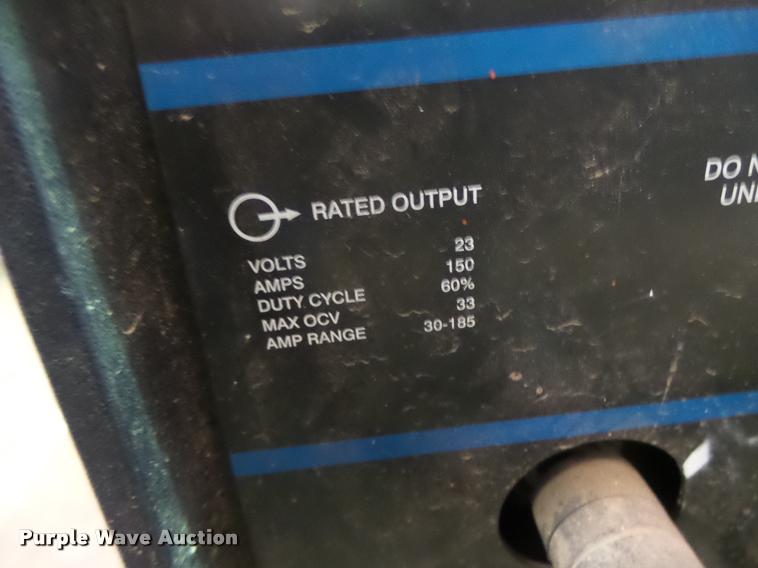 RATED OUTPUT
VOLTS 23
AMPS 150
DUTY CYCLE 60%
MAX OCV 33
AMP RANGE 30-185
DO
Purple Wave Auction